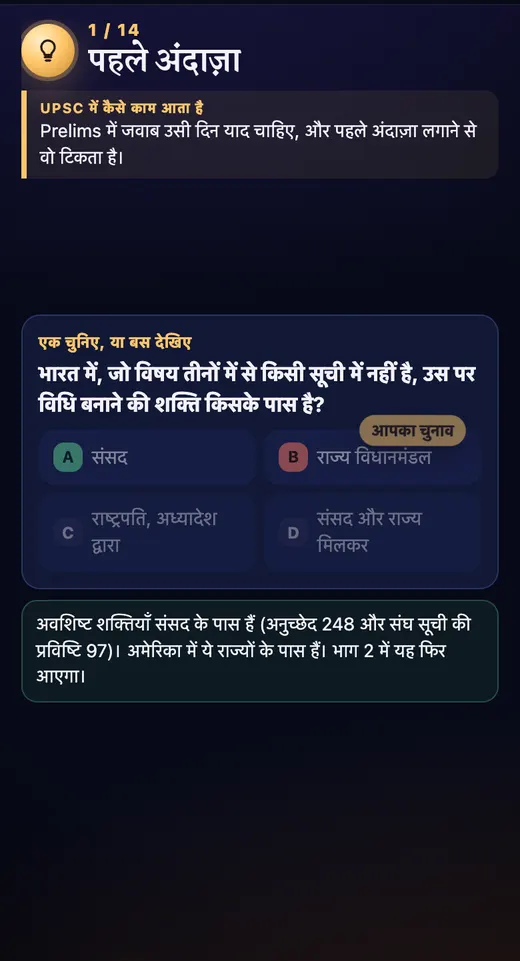 1 / 14
पहले अंदाज़ा
UPSC में कैसे काम आता है
Prelims में जवाब उसी दिन याद चाहिए, और पहले अंदाज़ा लगाने से
वो टिकता है।
एक चुनिए, या बस देखिए
भारत में, जो विषय तीनों में से किसी सूची में नहीं है, उस पर
विधि बनाने की शक्ति किसके पास है?
आपका चुनाव
A संसद
B राज्य विधानमंडल
C राष्ट्रपति, अध्यादेश
द्वारा
D संसद और राज्य
मिलकर
अवशिष्ट शक्तियाँ संसद के पास हैं (अनुच्छेद 248 और संघ सूची की
प्रविष्टि 97)। अमेरिका में ये राज्यों के पास हैं। भाग 2 में यह फिर
आएगा।